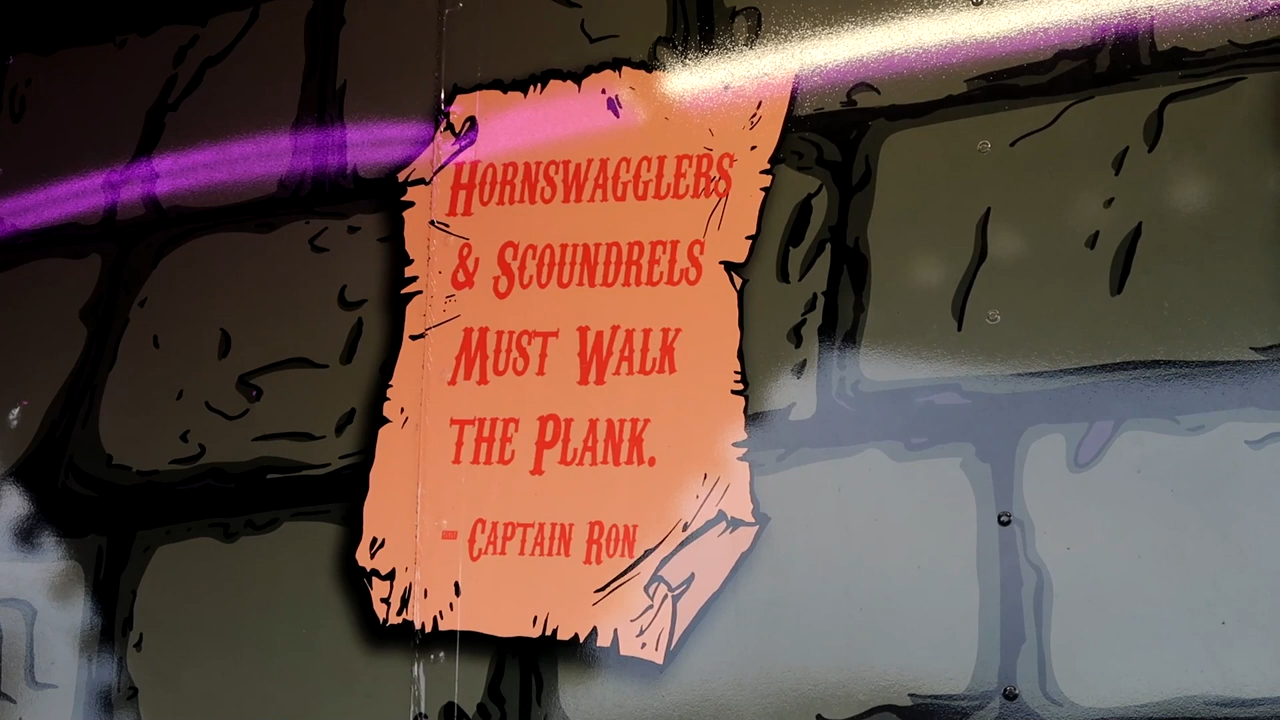 Hornswagglers
& Scoundrels
Must Walk
the Plank.
- Captain Ron